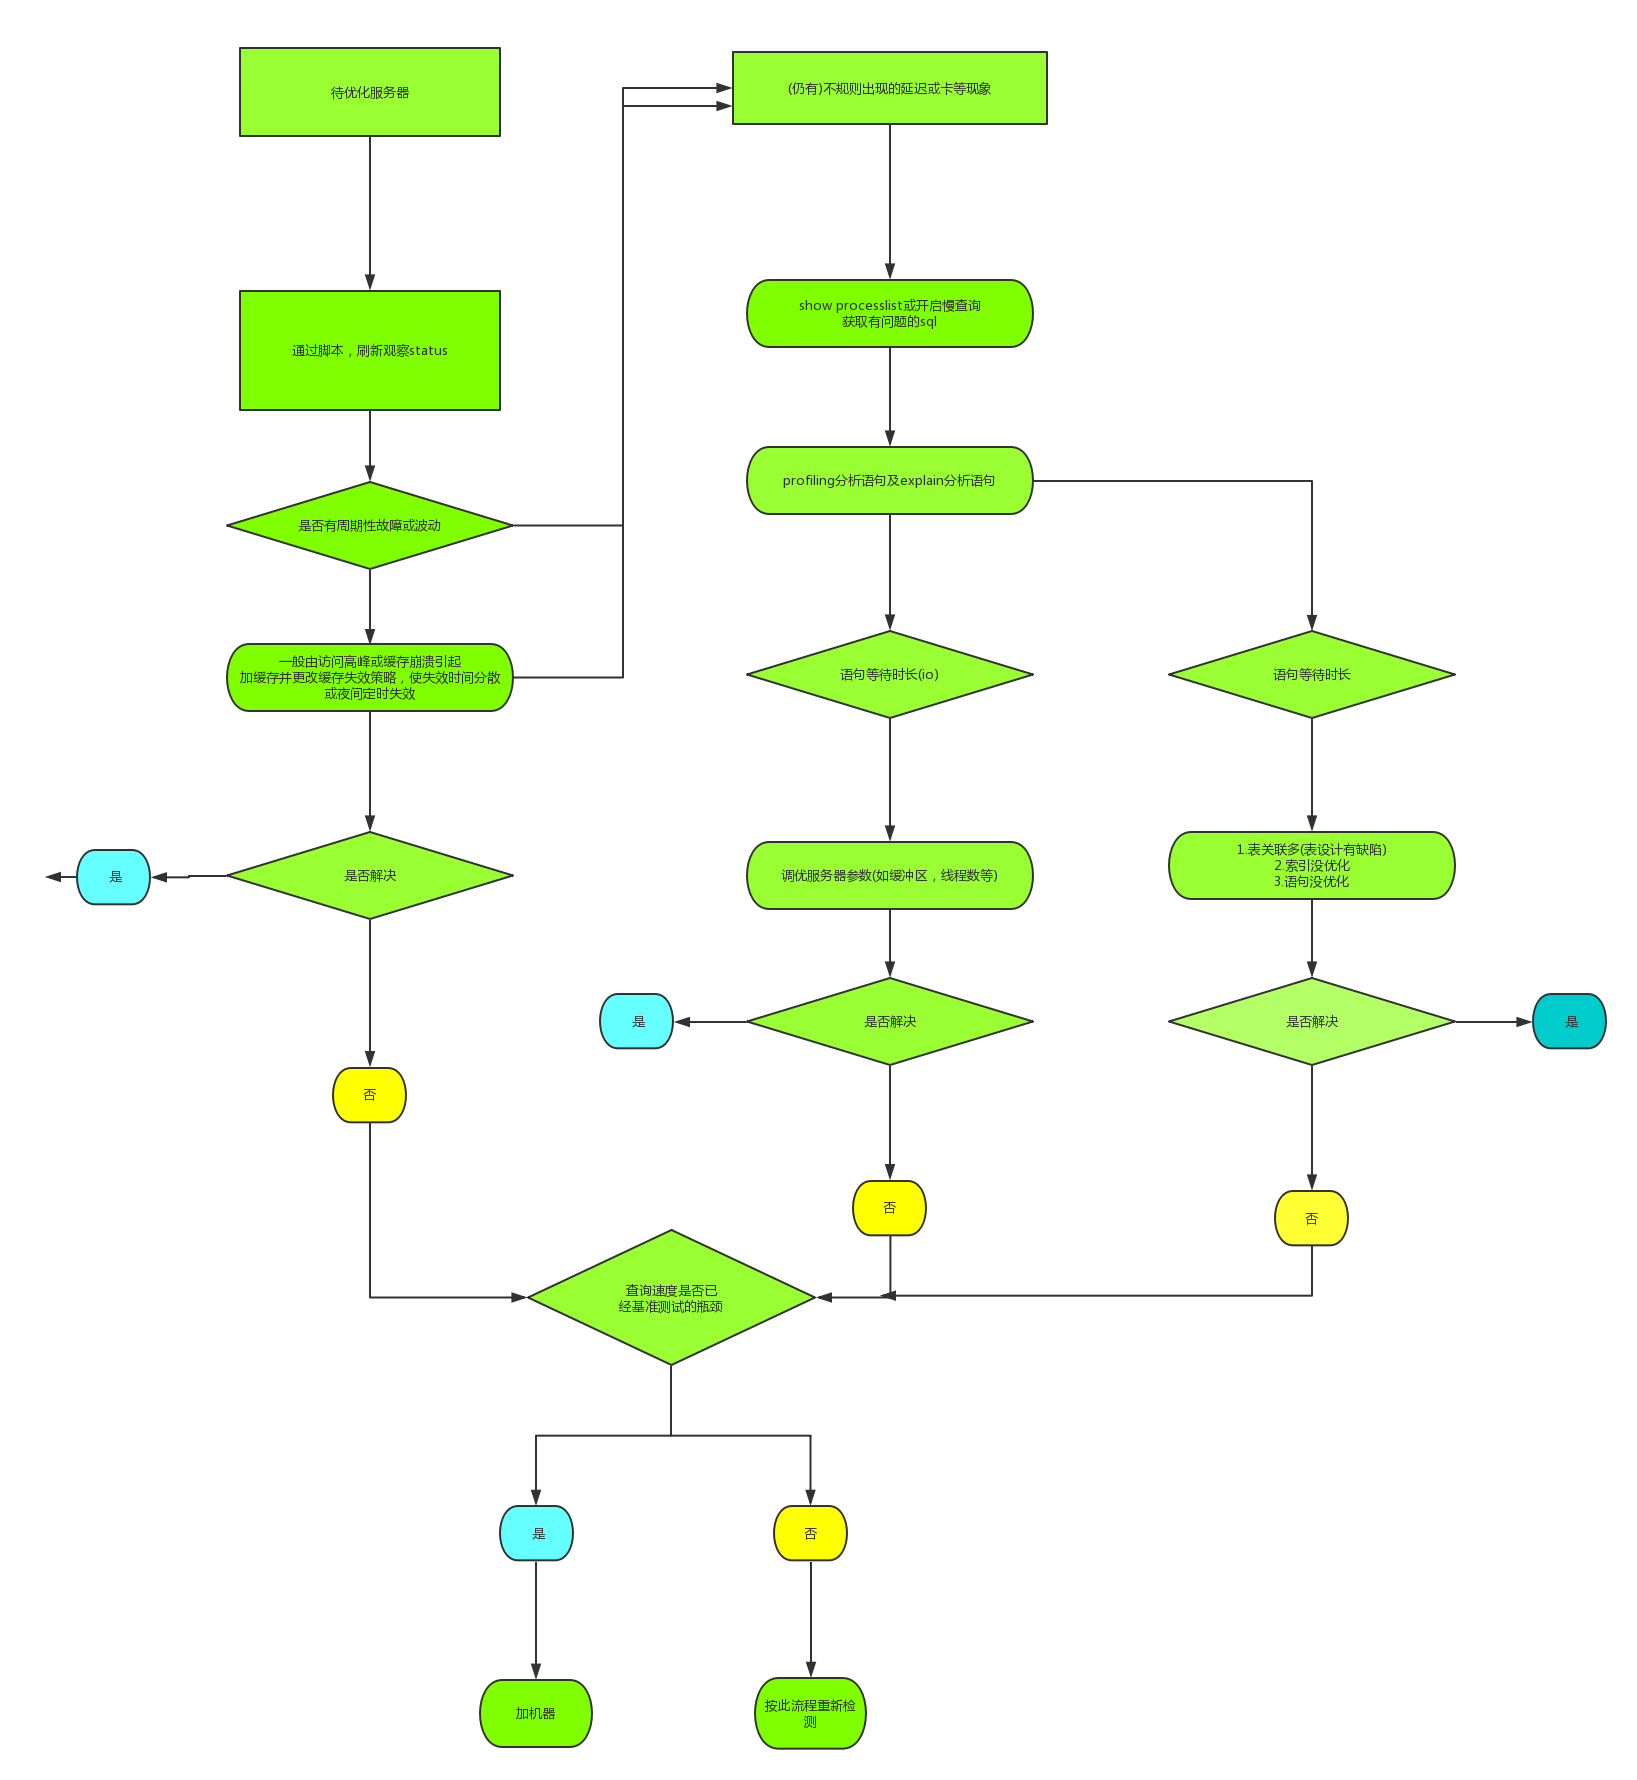 待优化服务器
(仍有)不规则出现的延迟或卡等现象
通过脚本，刷新观察status
show processlist或开启慢查询
获取有问题的sql
是否有周期性故障或波动
profiling分析语句及explain分析语句
一般由访问高峰或缓存崩溃引起
加缓存并更改缓存失效策略，使失效时间分散
或夜间定时失效
语句等待时长(io)
语句等待时长
是
是否解决
调优服务器参数(如缓冲区，线程数等)
1.表关联多(表设计有缺陷)
2.索引没优化
3.语句没优化
是
是否解决
是否解决
是
否
否
否
查询速度是否已
经基准测试的瓶颈
是
否
加机器
按此流程重新检
测